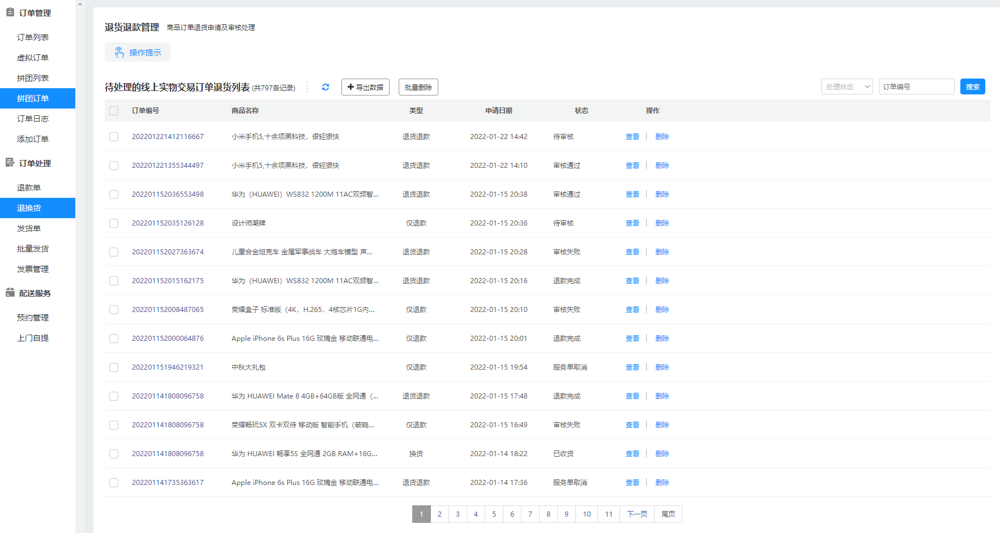 订单管理
订单列表
虚拟订单
拼团列表
拼团订单
订单日志
添加订单
订单处理
退款单
退换货
发货单
批量发货
发票管理
配送服务
预约管理
上门自提
退货退款管理 商品订单退货申请及审核处理
操作提示
待处理的线上实物交易订单退货列表 (共797条记录) 导出数据 批量删除 处理状态 订单编号 搜索
订单编号 商品名称 类型 申请日期 状态 操作
202201221412116667 小米手机5,十余项黑科技，很轻狠快 退货退款 2022-01-22 14:42 待审核 查看 | 删除
202201221355344497 小米手机5,十余项黑科技，很轻狠快 退货退款 2022-01-22 14:10 审核通过 查看 | 删除
202201152036553498 华为（HUAWEI）WS832 1200M 11AC双频智... 退货退款 2022-01-15 20:38 审核通过 查看 | 删除
202201152035126128 设计师潮牌 仅退款 2022-01-15 20:36 待审核 查看 | 删除
202201152027363674 儿童合金坦克车 金属军事战车 大炮车模型 声... 退货退款 2022-01-15 20:28 审核失败 查看 | 删除
202201152015162175 华为（HUAWEI）WS832 1200M 11AC双频智... 退货退款 2022-01-15 20:16 退款完成 查看 | 删除
202201152008487065 荣耀盒子 标准版（4K，H.265，4核芯片1G内... 仅退款 2022-01-15 20:10 审核失败 查看 | 删除
202201152000064876 Apple iPhone 6s Plus 16G 玫瑰金 移动联通电... 仅退款 2022-01-15 20:01 退款完成 查看 | 删除
202201151946219321 中秋大礼包 仅退款 2022-01-15 19:54 服务单取消 查看 | 删除
202201141808096758 华为 HUAWEI Mate 8 4GB+64GB版 全网通（... 退货退款 2022-01-15 17:48 退款完成 查看 | 删除
202201141808096758 荣耀畅玩5X 双卡双待 移动版 智能手机（破晓... 仅退款 2022-01-15 16:49 审核失败 查看 | 删除
202201141808096758 华为 HUAWEI 畅享5S 全网通 2GB RAM+16G... 换货 2022-01-14 18:22 已收货 查看 | 删除
202201141735363617 Apple iPhone 6s Plus 16G 玫瑰金 移动联通电... 退货退款 2022-01-14 17:36 服务单取消 查看 | 删除
1 2 3 4 5 6 7 8 9 10 11 下一页 尾页